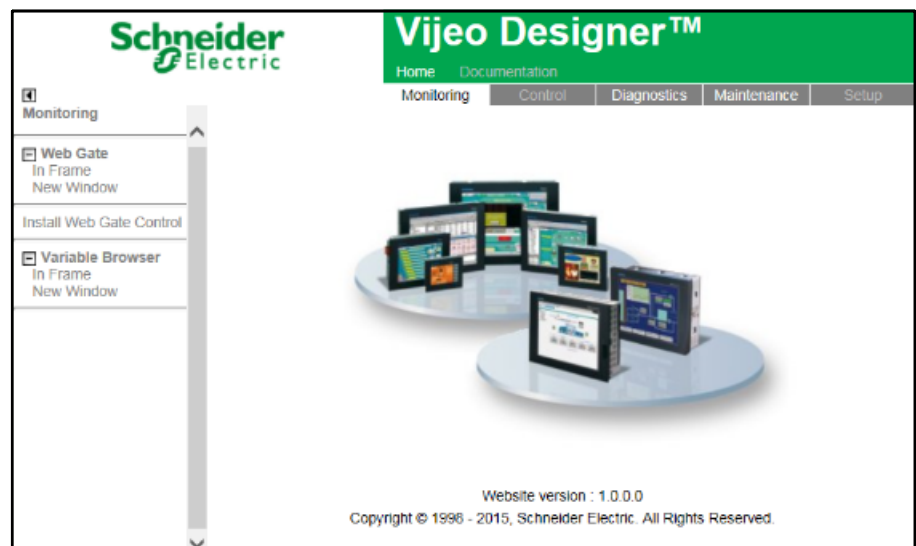 Schneider
Electric
Vijeo Designer™
Home Documentation
Monitoring Control Diagnostics Maintenance Setup
Monitoring
Web Gate
In Frame
New Window
Install Web Gate Control
Variable Browser
In Frame
New Window
Website version : 1.0.0.0
Copyright © 1998 - 2015, Schneider Electric. All Rights Reserved.